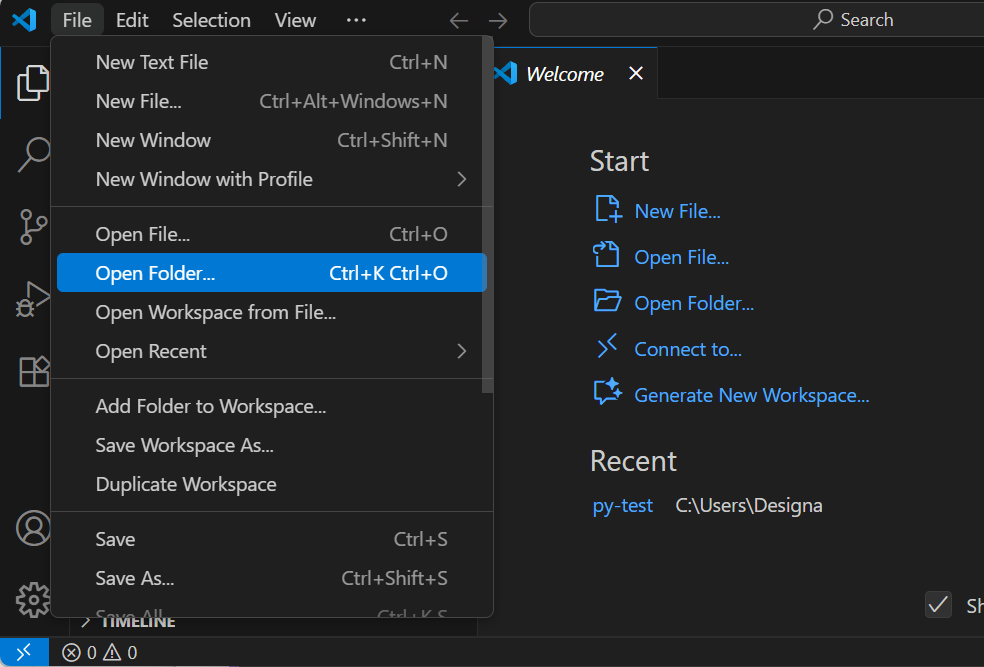 File Edit Selection View ··· Search
New Text File Ctrl+N
New File... Ctrl+Alt+Windows+N
New Window Ctrl+Shift+N
New Window with Profile
Open File... Ctrl+O
Open Folder... Ctrl+K Ctrl+O
Open Workspace from File...
Open Recent
Add Folder to Workspace...
Save Workspace As...
Duplicate Workspace
Save Ctrl+S
Save As... Ctrl+Shift+S
Save All Ctrl+K S
TIMELINE
Welcome
Start
New File...
Open File...
Open Folder...
Connect to...
Generate New Workspace...
Recent
py-test C:\Users\Designa
Sh
0 0